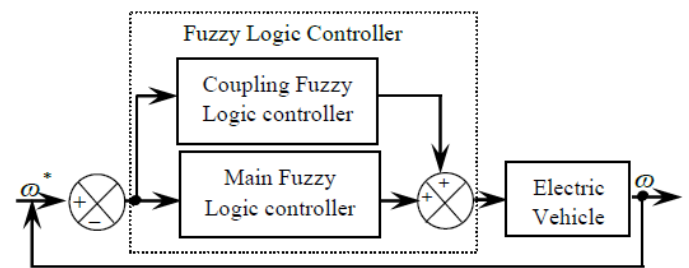 Fuzzy Logic Controller
Coupling Fuzzy
Logic controller
ω*
+
−
Main Fuzzy
Logic controller
+
+
Electric
Vehicle
ω